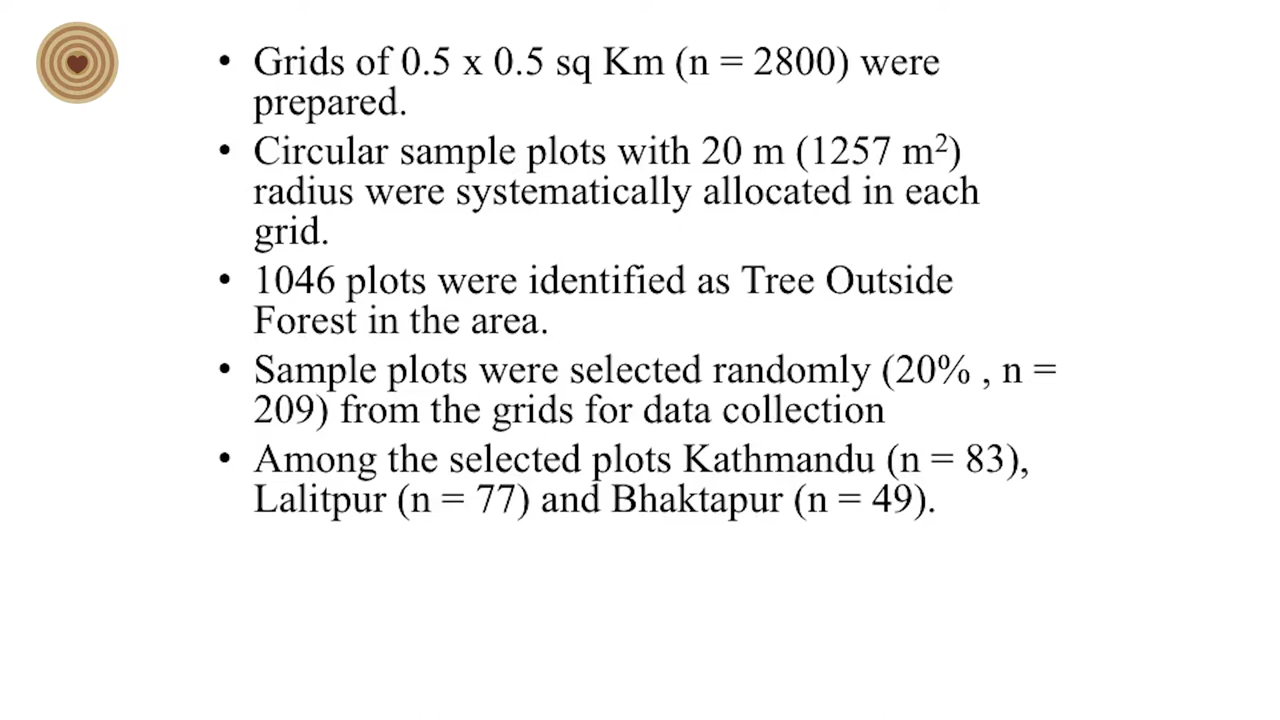 • Grids of 0.5 x 0.5 sq Km (n = 2800) were
prepared.
• Circular sample plots with 20 m (1257 m²)
radius were systematically allocated in each
grid.
• 1046 plots were identified as Tree Outside
Forest in the area.
• Sample plots were selected randomly (20% , n =
209) from the grids for data collection
• Among the selected plots Kathmandu (n = 83),
Lalitpur (n = 77) and Bhaktapur (n = 49).